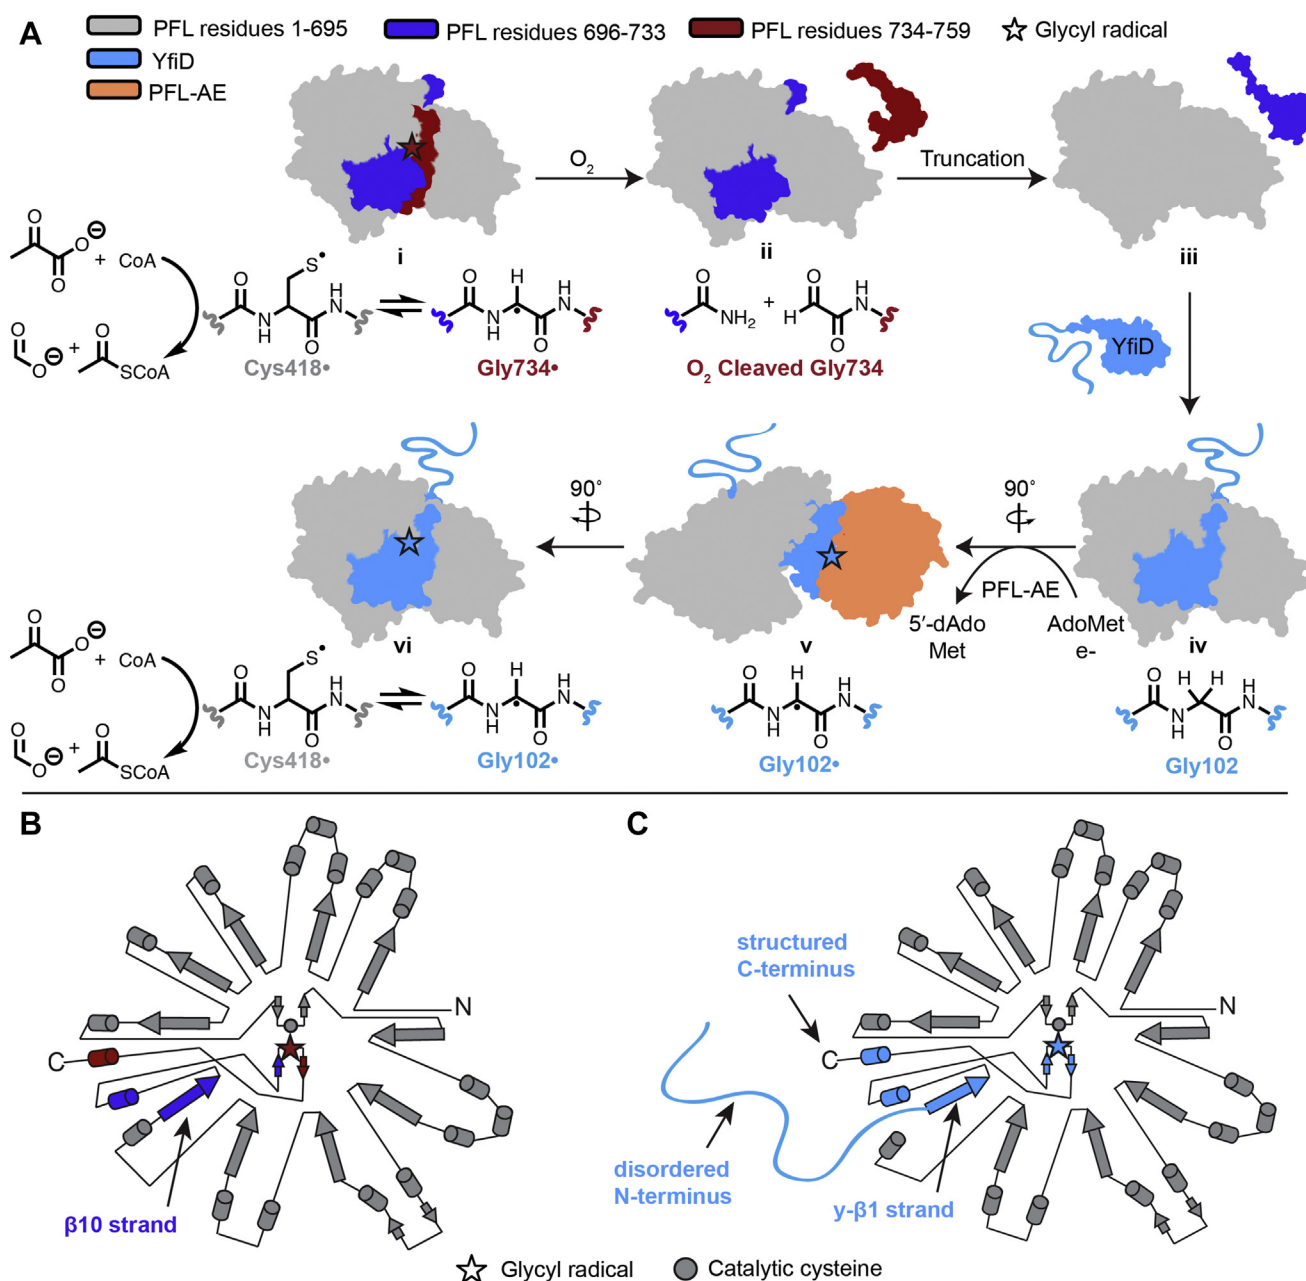 A
PFL residues 1-695
PFL residues 696-733
PFL residues 734-759
Glycyl radical
YfiD
PFL-AE
O₂
Truncation
i
ii
iii
O
O
O
⊖
+ CoA
O
O
⊖
+
O
SCoA
O
N
H
S•
O
H
N
Cys418•
O
N
H
H
•
O
H
N
Gly734•
O
NH₂
+
O
H
O
H
N
O₂ Cleaved Gly734
YfiD
90°
90°
PFL-AE
5′-dAdo
Met
AdoMet
e-
vi
v
iv
O
O
O
⊖
+ CoA
O
O
⊖
+
O
SCoA
O
N
H
S•
O
H
N
Cys418•
O
N
H
H
•
O
H
N
Gly102•
O
N
H
H
•
O
H
N
Gly102•
O
N
H
H
H
O
H
N
Gly102
B
N
C
β10 strand
C
structured
C-terminus
N
C
disordered
N-terminus
y-β1 strand
Glycyl radical
Catalytic cysteine